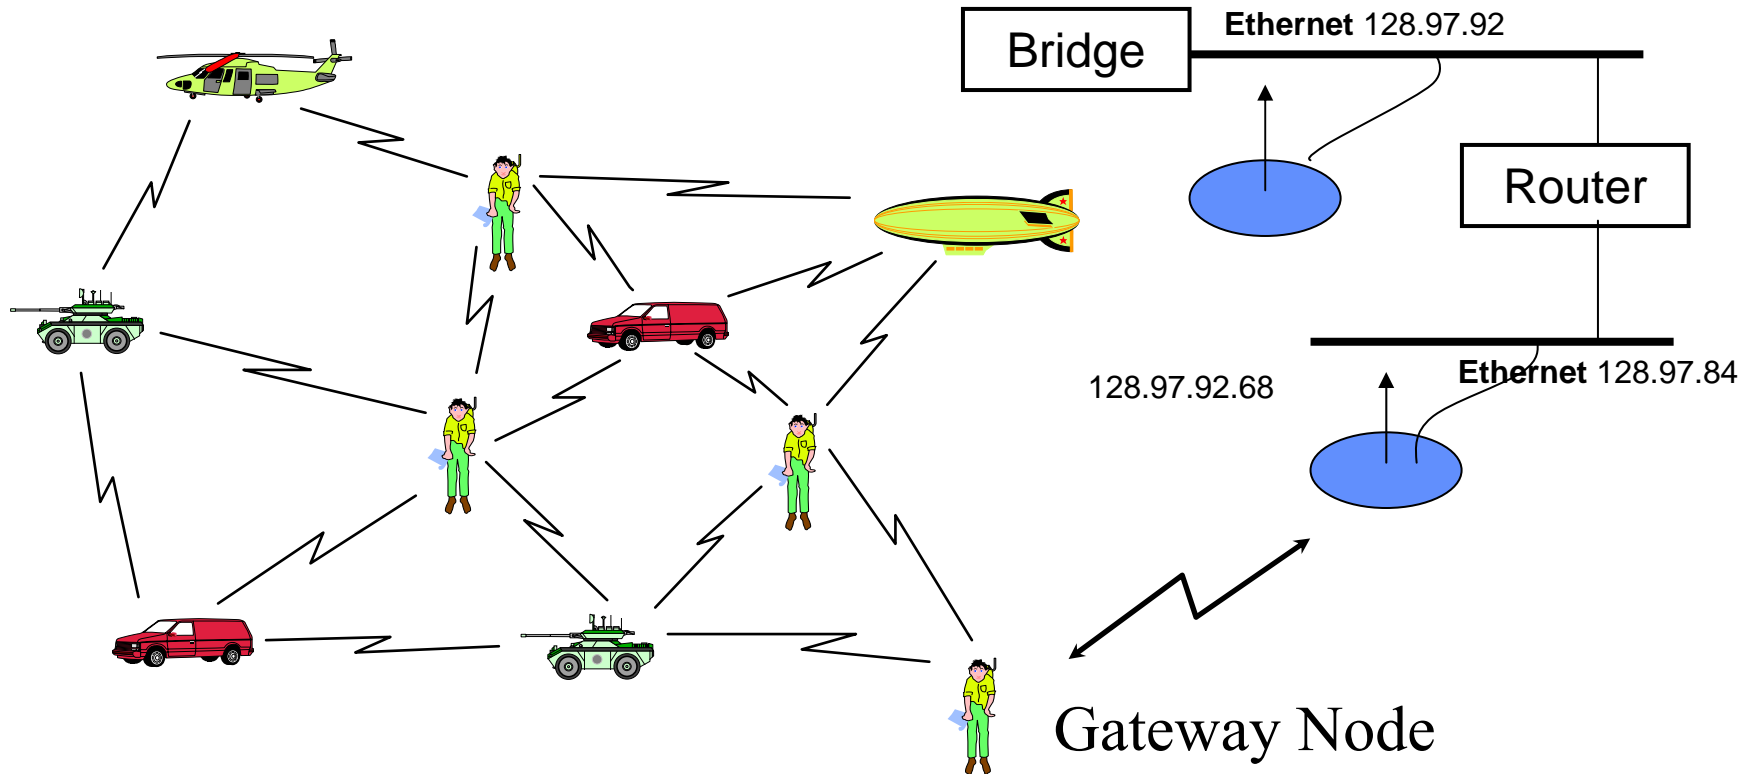 Ethernet 128.97.92
Bridge
Router
128.97.92.68
Ethernet 128.97.84
Gateway Node